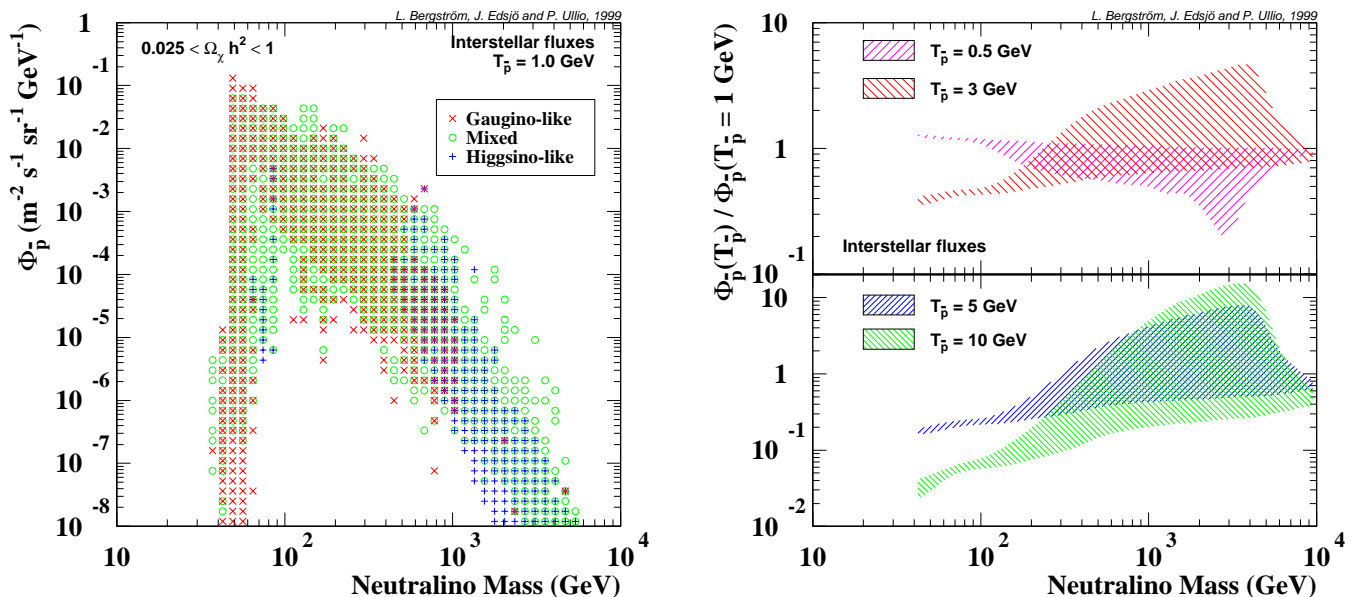 L. Bergström, J. Edsjö and P. Ullio, 1999
0.025 < Ωχ h² < 1
Interstellar fluxes
Tp̄ = 1.0 GeV
Gaugino-like
Mixed
Higgsino-like
Φp̄ (m⁻² s⁻¹ sr⁻¹ GeV⁻¹)
1
10⁻¹
10⁻²
10⁻³
10⁻⁴
10⁻⁵
10⁻⁶
10⁻⁷
10⁻⁸
10 10² 10³ 10⁴
Neutralino Mass (GeV)
L. Bergström, J. Edsjö and P. Ullio, 1999
Φp̄(Tp̄) / Φp̄(Tp̄ = 1 GeV)
10
1
10⁻¹
Tp̄ = 0.5 GeV
Tp̄ = 3 GeV
Interstellar fluxes
10
1
10⁻¹
10⁻²
Tp̄ = 5 GeV
Tp̄ = 10 GeV
10 10² 10³ 10⁴
Neutralino Mass (GeV)